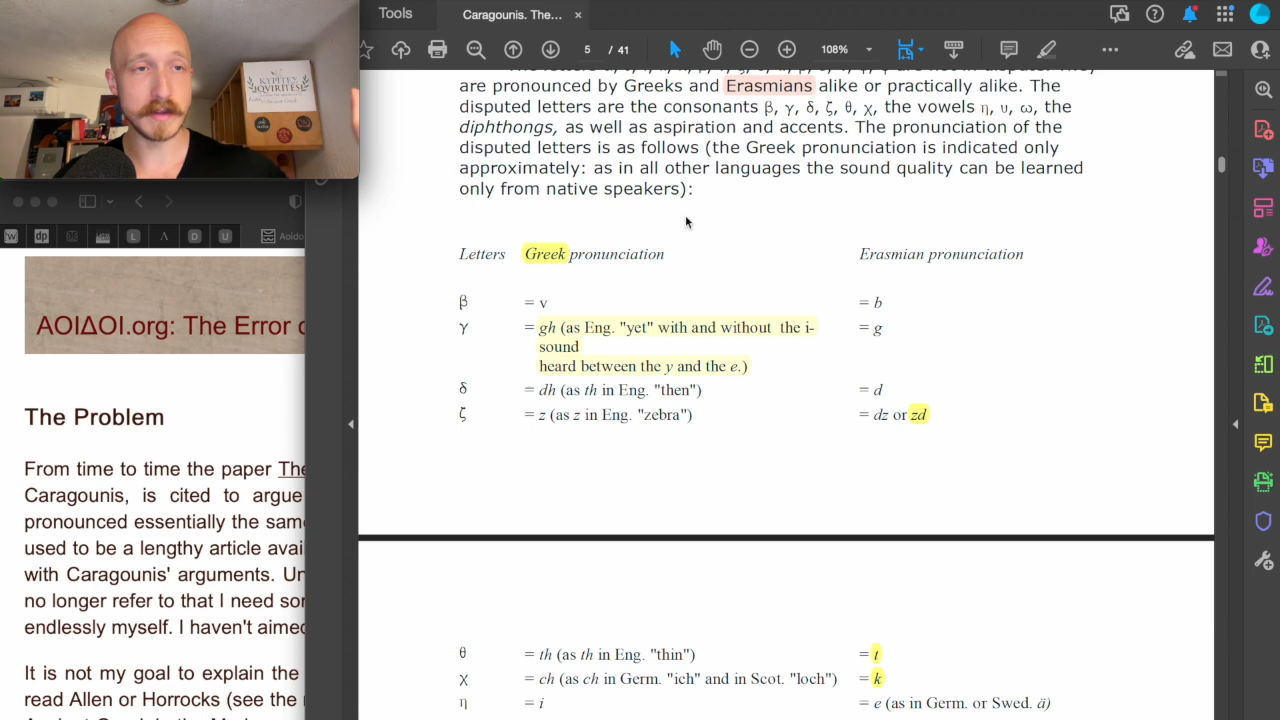 Tools
Caragounis. The... ×
5 / 41
108%
ΚΥΡΙΤΕΣ
are pronounced by Greeks and Erasmians alike or practically alike. The
disputed letters are the consonants β, γ, δ, ζ, θ, χ, the vowels η, υ, ω, the
diphthongs, as well as aspiration and accents. The pronunciation of the
disputed letters is as follows (the Greek pronunciation is indicated only
approximately: as in all other languages the sound quality can be learned
only from native speakers):
Letters Greek pronunciation Erasmian pronunciation
β = v = b
γ = gh (as Eng. "yet" with and without the i- = g
sound
heard between the y and the e.)
δ = dh (as th in Eng. "then") = d
ζ = z (as z in Eng. "zebra") = dz or zd
θ = th (as th in Eng. "thin") = t
χ = ch (as ch in Germ. "ich" and in Scot. "loch") = k
η = i = e (as in Germ. or Swed. ä)
W dp L Λ D U Aoido
ΑΟΙΔΟΙ.org: The Error o
The Problem
From time to time the paper The
Caragounis, is cited to argue
pronounced essentially the same
used to be a lengthy article avai
with Caragounis' arguments. Un
no longer refer to that I need sor
endlessly myself. I haven't aimed
It is not my goal to explain the
read Allen or Horrocks (see the